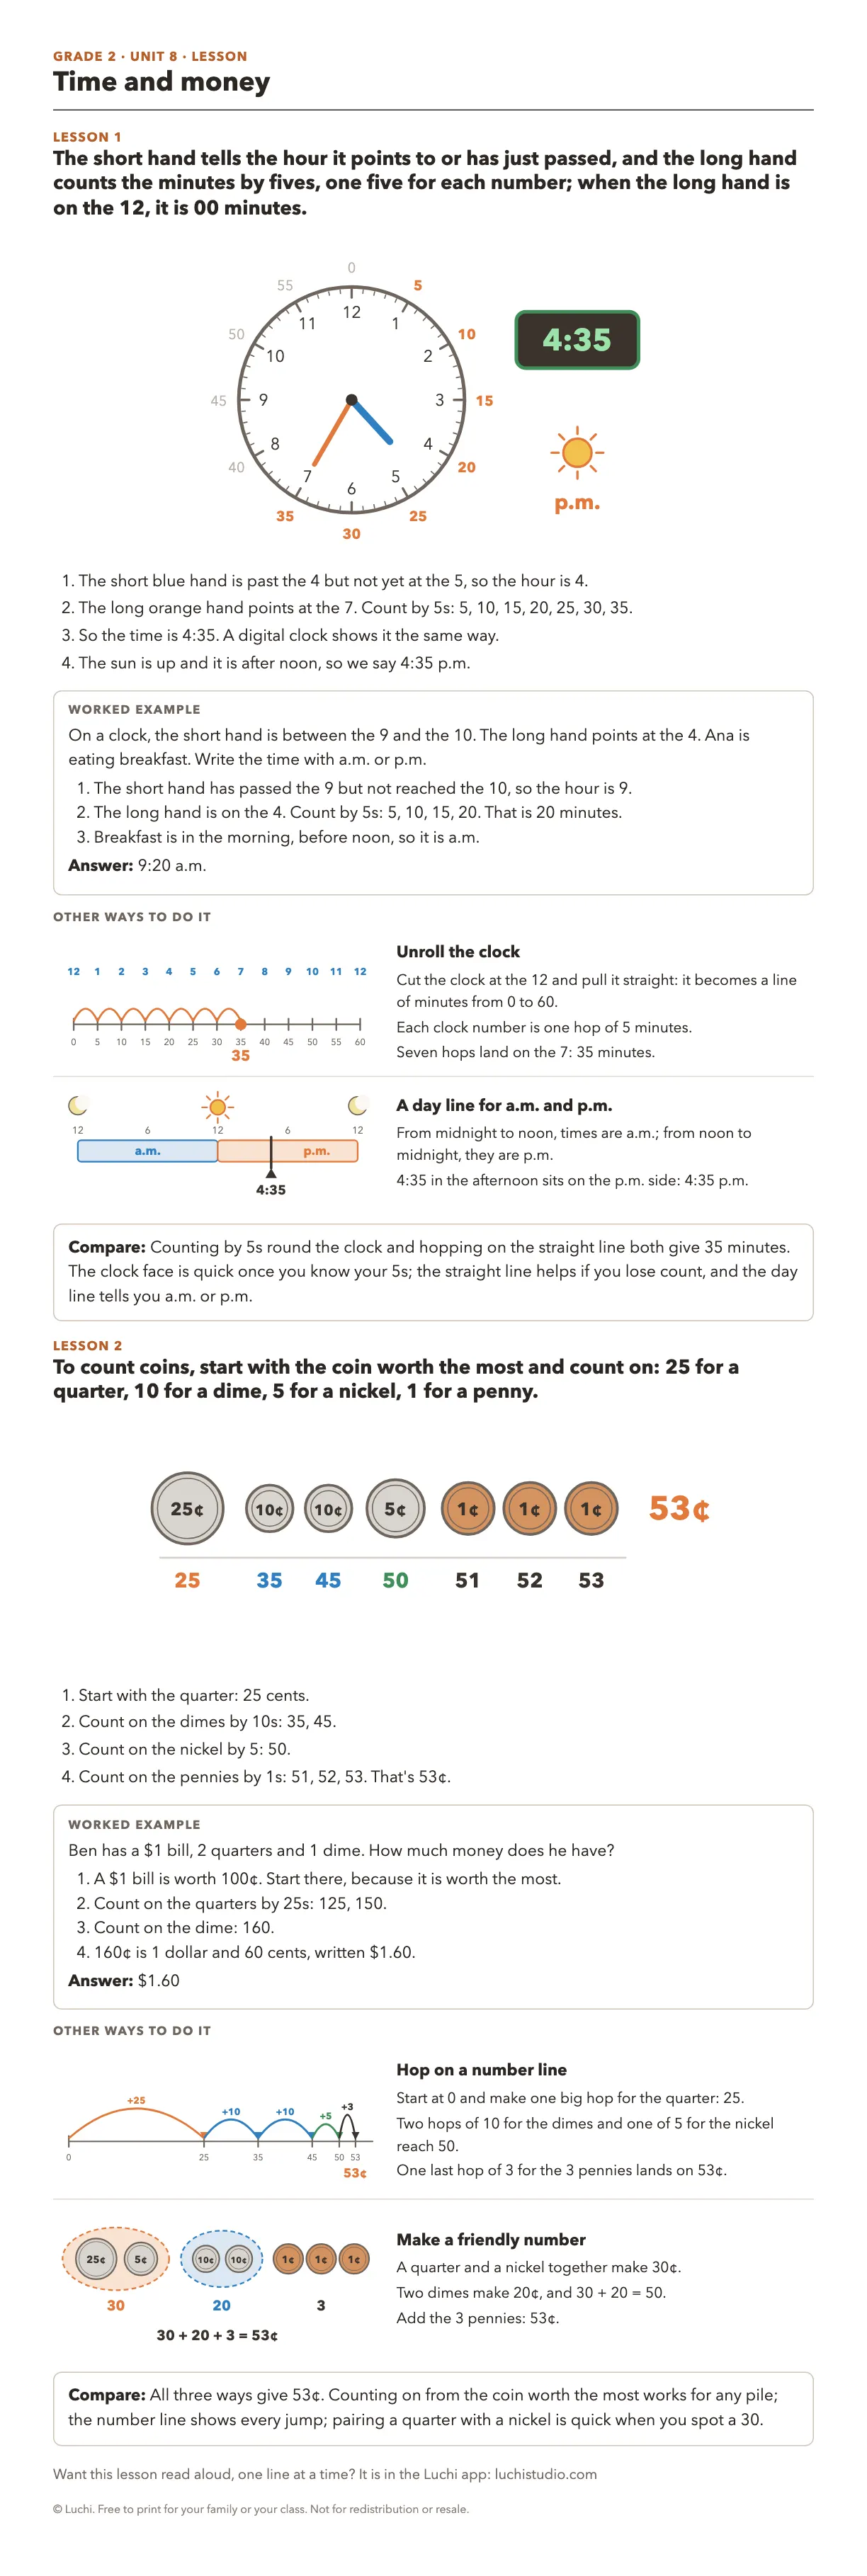 GRADE 2 · UNIT 8 · LESSON
Time and money
LESSON 1
The short hand tells the hour it points to or has just passed, and the long hand
counts the minutes by fives, one five for each number; when the long hand is
on the 12, it is 00 minutes.
0
55 5
12
11 1
50 10
10 2
4:35
45 9 3 15
8 4
40 20
7 5
6
35 25
30
p.m.
1. The short blue hand is past the 4 but not yet at the 5, so the hour is 4.
2. The long orange hand points at the 7. Count by 5s: 5, 10, 15, 20, 25, 30, 35.
3. So the time is 4:35. A digital clock shows it the same way.
4. The sun is up and it is after noon, so we say 4:35 p.m.
WORKED EXAMPLE
On a clock, the short hand is between the 9 and the 10. The long hand points at the 4. Ana is
eating breakfast. Write the time with a.m. or p.m.
1. The short hand has passed the 9 but not reached the 10, so the hour is 9.
2. The long hand is on the 4. Count by 5s: 5, 10, 15, 20. That is 20 minutes.
3. Breakfast is in the morning, before noon, so it is a.m.
Answer: 9:20 a.m.
OTHER WAYS TO DO IT
12 1 2 3 4 5 6 7 8 9 10 11 12
0 5 10 15 20 25 30 35 40 45 50 55 60
35
Unroll the clock
Cut the clock at the 12 and pull it straight: it becomes a line
of minutes from 0 to 60.
Each clock number is one hop of 5 minutes.
Seven hops land on the 7: 35 minutes.
12 6 12 6 12
a.m. p.m.
4:35
A day line for a.m. and p.m.
From midnight to noon, times are a.m.; from noon to
midnight, they are p.m.
4:35 in the afternoon sits on the p.m. side: 4:35 p.m.
Compare: Counting by 5s round the clock and hopping on the straight line both give 35 minutes.
The clock face is quick once you know your 5s; the straight line helps if you lose count, and the day
line tells you a.m. or p.m.
LESSON 2
To count coins, start with the coin worth the most and count on: 25 for a
quarter, 10 for a dime, 5 for a nickel, 1 for a penny.
25¢ 10¢ 10¢ 5¢ 1¢ 1¢ 1¢ 53¢
25 35 45 50 51 52 53
1. Start with the quarter: 25 cents.
2. Count on the dimes by 10s: 35, 45.
3. Count on the nickel by 5: 50.
4. Count on the pennies by 1s: 51, 52, 53. That's 53¢.
WORKED EXAMPLE
Ben has a $1 bill, 2 quarters and 1 dime. How much money does he have?
1. A $1 bill is worth 100¢. Start there, because it is worth the most.
2. Count on the quarters by 25s: 125, 150.
3. Count on the dime: 160.
4. 160¢ is 1 dollar and 60 cents, written $1.60.
Answer: $1.60
OTHER WAYS TO DO IT
+25 +10 +10 +5 +3
0 25 35 45 50 53
53¢
Hop on a number line
Start at 0 and make one big hop for the quarter: 25.
Two hops of 10 for the dimes and one of 5 for the nickel
reach 50.
One last hop of 3 for the 3 pennies lands on 53¢.
25¢ 5¢ 10¢ 10¢ 1¢ 1¢ 1¢
30 20 3
30 + 20 + 3 = 53¢
Make a friendly number
A quarter and a nickel together make 30¢.
Two dimes make 20¢, and 30 + 20 = 50.
Add the 3 pennies: 53¢.
Compare: All three ways give 53¢. Counting on from the coin worth the most works for any pile;
the number line shows every jump; pairing a quarter with a nickel is quick when you spot a 30.
Want this lesson read aloud, one line at a time? It is in the Luchi app: luchistudio.com
© Luchi. Free to print for your family or your class. Not for redistribution or resale.